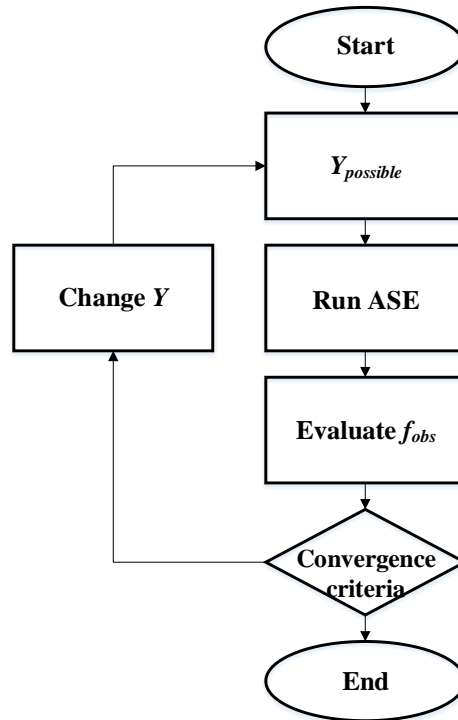 Start
Y_possible
Run ASE
Change Y
Evaluate f_obs
Convergence
criteria
End